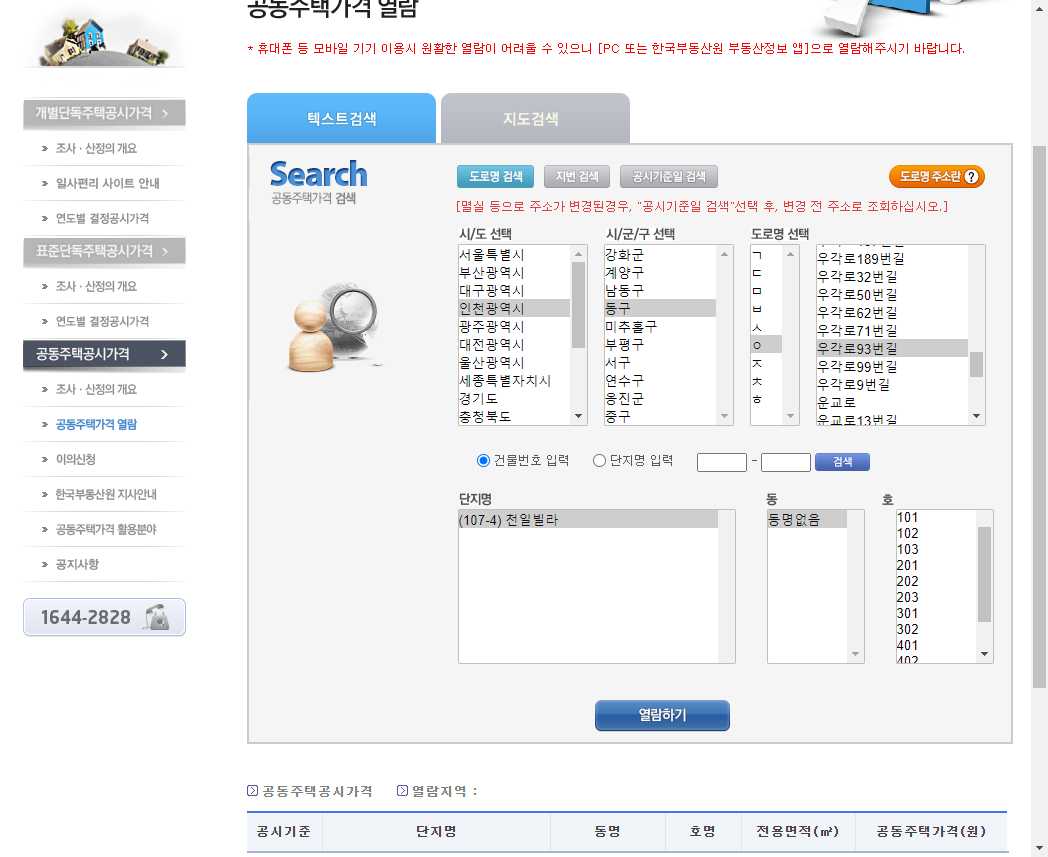 공동주택가격 열람
* 휴대폰 등 모바일 기기 이용시 원활한 열람이 어려울 수 있으니 [PC 또는 한국부동산원 부동산정보 앱]으로 열람해주시기 바랍니다.
개별단독주택공시가격
조사·산정의 개요
일사편리 사이트 안내
연도별 결정공시가격
표준단독주택공시가격
조사·산정의 개요
연도별 결정공시가격
공동주택공시가격
조사·산정의 개요
공동주택가격 열람
이의신청
한국부동산원 지사안내
공동주택가격 활용분야
공지사항
1644-2828
텍스트검색 지도검색
Search
공동주택가격 검색
도로명 검색 지번 검색 공시기준일 검색 도로명 주소란 ?
[멸실 등으로 주소가 변경된경우, "공시기준일 검색"선택 후, 변경 전 주소로 조회하십시오.]
시/도 선택
서울특별시
부산광역시
대구광역시
인천광역시
광주광역시
대전광역시
울산광역시
세종특별자치시
경기도
충청북도
시/군/구 선택
강화군
계양구
남동구
동구
미추홀구
부평구
서구
연수구
옹진군
중구
도로명 선택
ㄱ
ㄷ
ㅁ
ㅂ
ㅅ
ㅇ
ㅈ
ㅊ
ㅎ
우각로189번길
우각로32번길
우각로50번길
우각로62번길
우각로71번길
우각로93번길
우각로99번길
우각로9번길
운교로
운교로13번길
건물번호 입력 단지명 입력 - 검색
단지명
(107-4) 전일빌라
동
동명없음
호
101
102
103
201
202
203
301
302
401
402
열람하기
공동주택공시가격 열람지역 :
공시기준 단지명 동명 호명 전용면적(㎡) 공동주택가격(원)